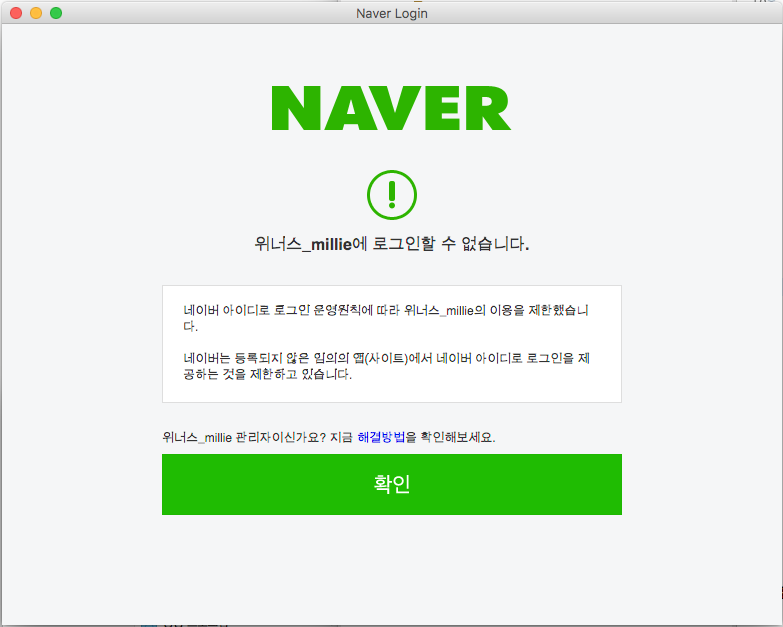 Naver Login
NAVER
위너스_millie에 로그인할 수 없습니다.
네이버 아이디로 로그인 운영원칙에 따라 위너스_millie의 이용을 제한했습니
다.
네이버는 등록되지 않은 임의의 앱(사이트)에서 네이버 아이디로 로그인을 제
공하는 것을 제한하고 있습니다.
위너스_millie 관리자이신가요? 지금 해결방법을 확인해보세요.
확인